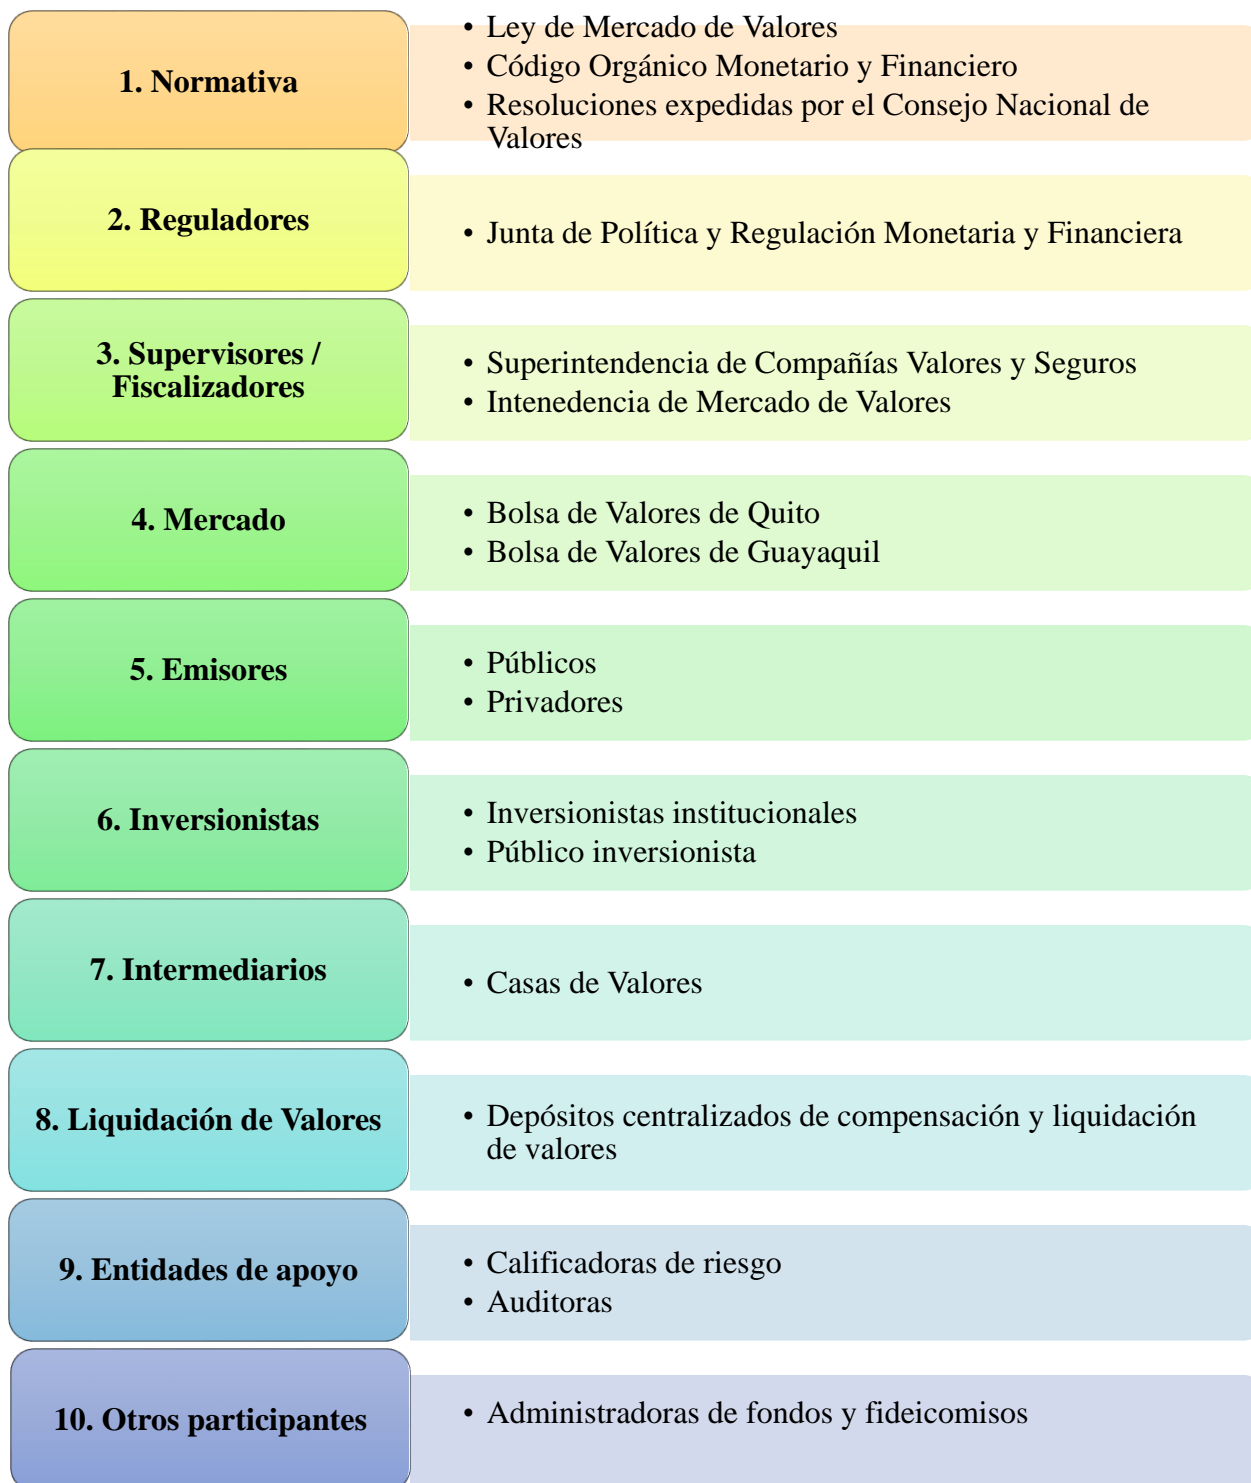 1. Normativa
• Ley de Mercado de Valores
• Código Orgánico Monetario y Financiero
• Resoluciones expedidas por el Consejo Nacional de
Valores
2. Reguladores
• Junta de Política y Regulación Monetaria y Financiera
3. Supervisores /
Fiscalizadores
• Superintendencia de Compañías Valores y Seguros
• Intenedencia de Mercado de Valores
4. Mercado
• Bolsa de Valores de Quito
• Bolsa de Valores de Guayaquil
5. Emisores
• Públicos
• Privadores
6. Inversionistas
• Inversionistas institucionales
• Público inversionista
7. Intermediarios
• Casas de Valores
8. Liquidación de Valores
• Depósitos centralizados de compensación y liquidación
de valores
9. Entidades de apoyo
• Calificadoras de riesgo
• Auditoras
10. Otros participantes
• Administradoras de fondos y fideicomisos